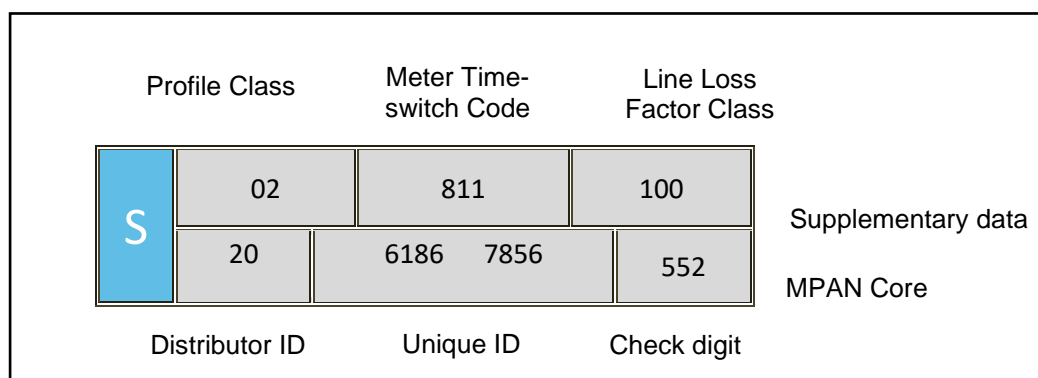 Profile Class
Meter Time-
switch Code
Line Loss
Factor Class
S
02
811
100
Supplementary data
20
6186 7856
552
MPAN Core
Distributor ID
Unique ID
Check digit